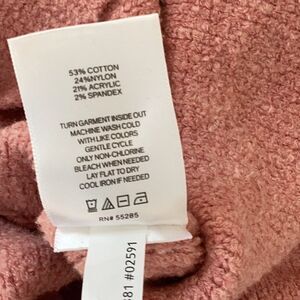 53% COTTON
24%NYLON
21% ACRYLIC
2% SPANDEX
TURN GARMENT INSIDE OUT
MACHINE WASH COLD
WITH LIKE COLORS
GENTLE CYCLE
ONLY NON-CHLORINE
BLEACH WHEN NEEDED
LAY FLAT TO DRY
COOL IRON IF NEEDED
RN# 55285
81 #02591